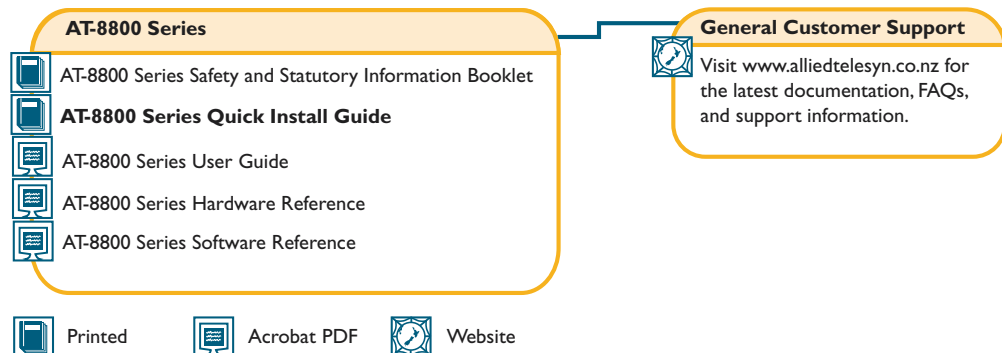 AT-8800 Series
AT-8800 Series Safety and Statutory Information Booklet
AT-8800 Series Quick Install Guide
AT-8800 Series User Guide
AT-8800 Series Hardware Reference
AT-8800 Series Software Reference
General Customer Support
Visit www.alliedtelesyn.co.nz for
the latest documentation, FAQs,
and support information.
Printed
Acrobat PDF
Website